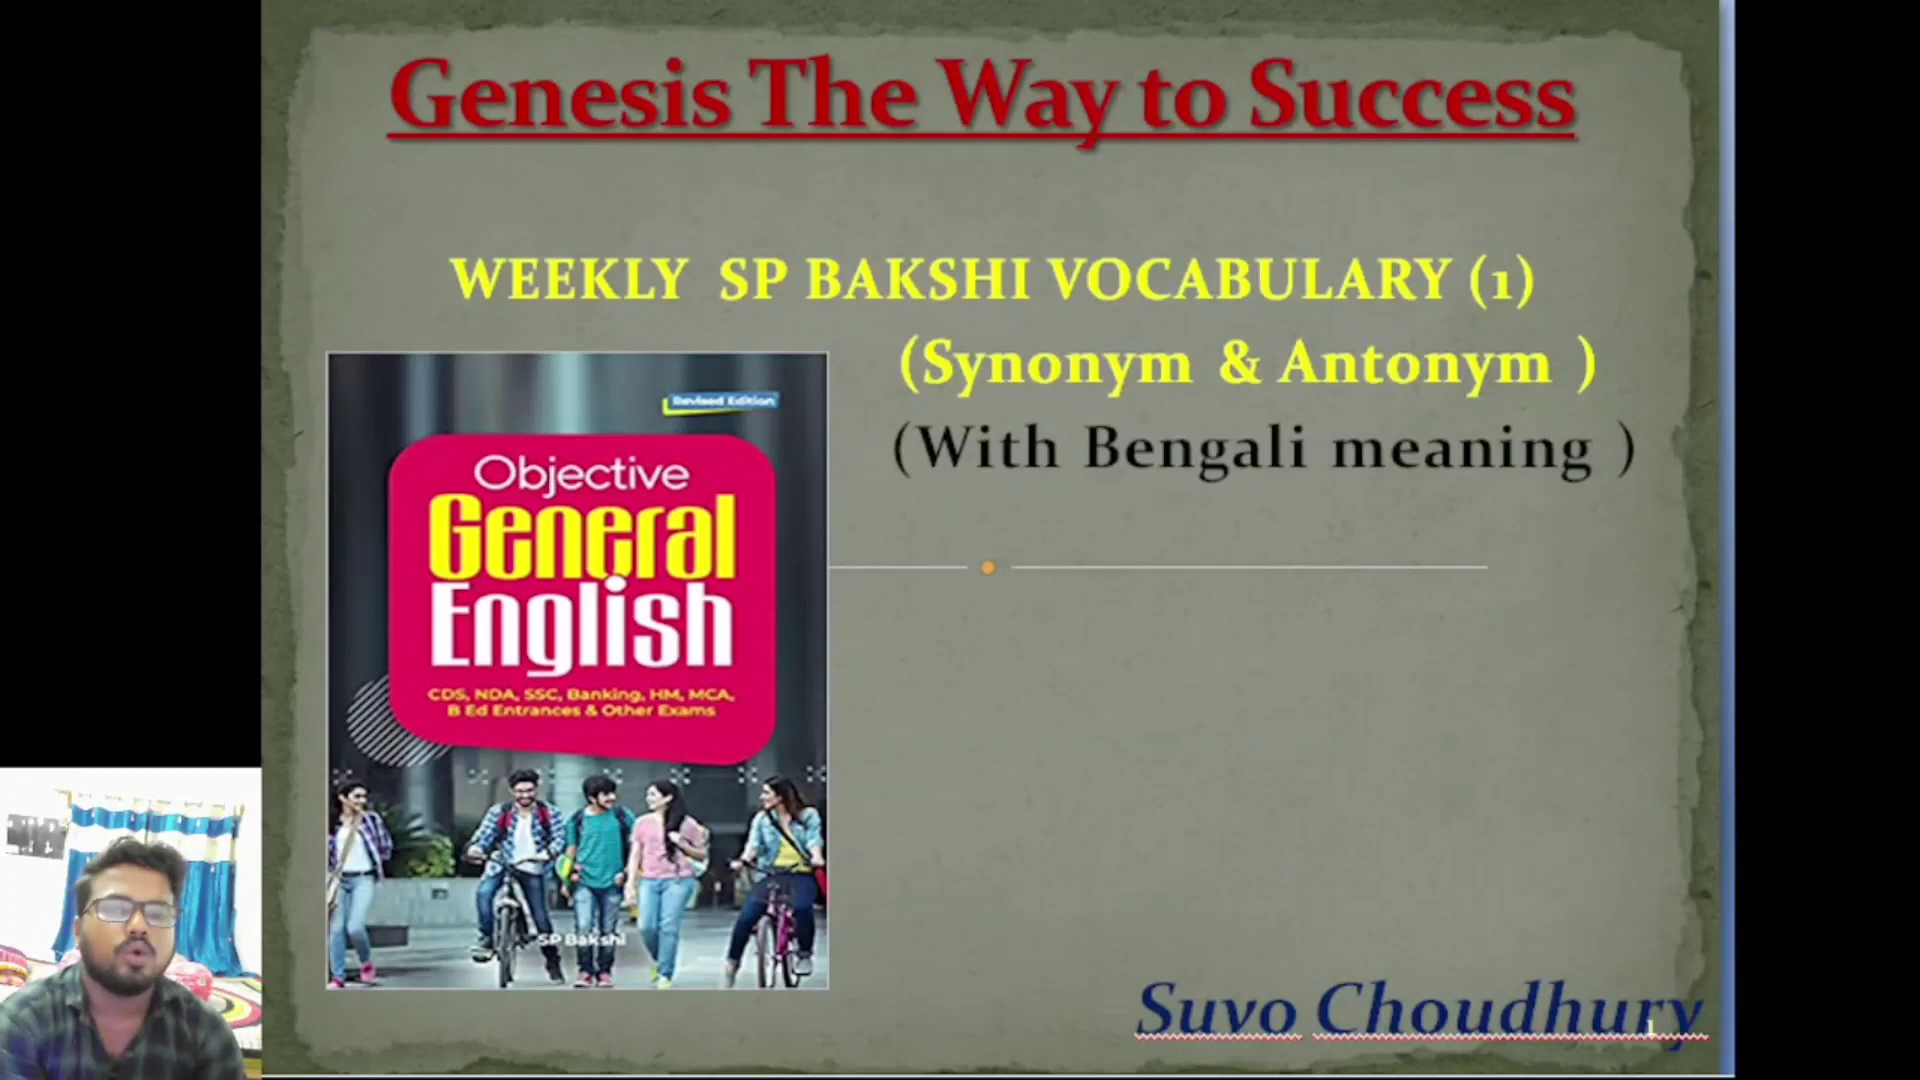 Genesis The Way to Success
WEEKLY SP BAKSHI VOCABULARY (1)
(Synonym & Antonym )
(With Bengali meaning )
Revised Edition
Objective
General
English
CDS, NDA, SSC, Banking, HM, MCA,
B Ed Entrances & Other Exams
SP Bakshi
Suvo Choudhury
1